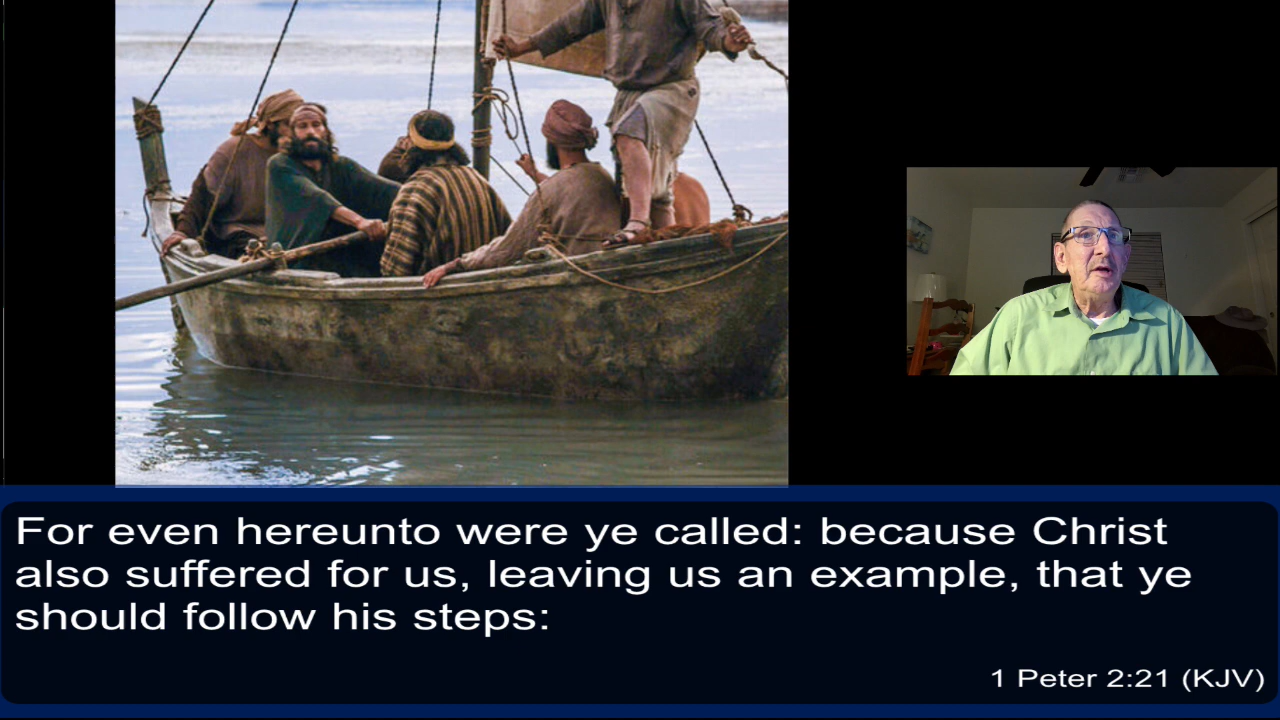 For even hereunto were ye called: because Christ
also suffered for us, leaving us an example, that ye
should follow his steps:
1 Peter 2:21 (KJV)